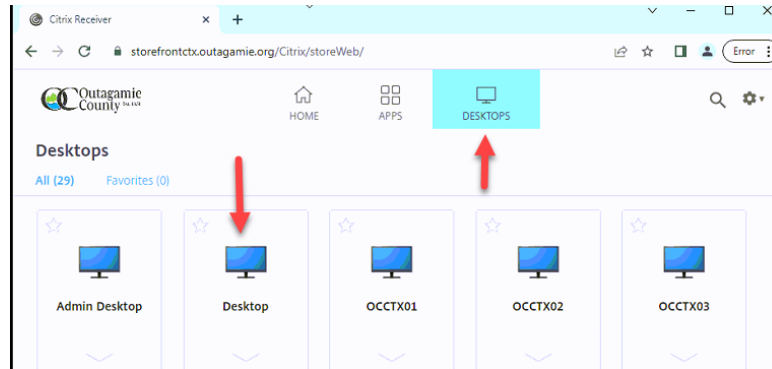 Citrix Receiver
storefrontctx.outagamie.org/Citrix/storeWeb/
Error
Outagamie
County
HOME
APPS
DESKTOPS
Desktops
All (29) Favorites (0)
Admin Desktop Desktop OCCTX01 OCCTX02 OCCTX03